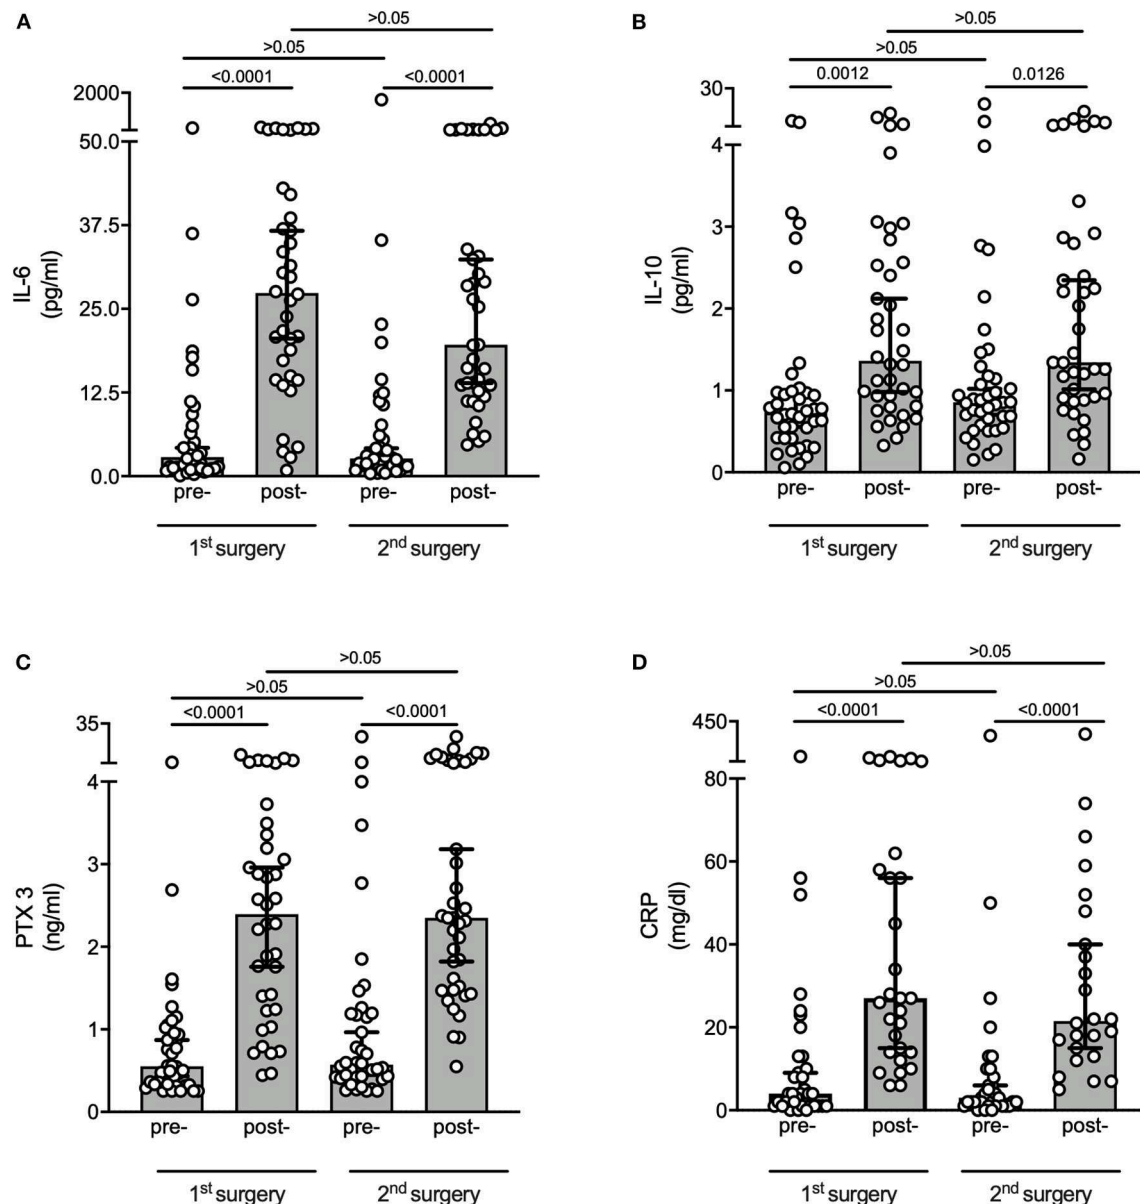 A
>0.05
>0.05
<0.0001
<0.0001
2000
50.0
37.5
25.0
12.5
0.0
IL-6
(pg/ml)
pre-
post-
pre-
post-
1st surgery
2nd surgery
B
>0.05
>0.05
0.0012
0.0126
30
4
3
2
1
0
IL-10
(pg/ml)
pre-
post-
pre-
post-
1st surgery
2nd surgery
C
>0.05
>0.05
<0.0001
<0.0001
35
4
3
2
1
0
PTX 3
(ng/ml)
pre-
post-
pre-
post-
1st surgery
2nd surgery
D
>0.05
>0.05
<0.0001
<0.0001
450
80
60
40
20
0
CRP
(mg/dl)
pre-
post-
pre-
post-
1st surgery
2nd surgery